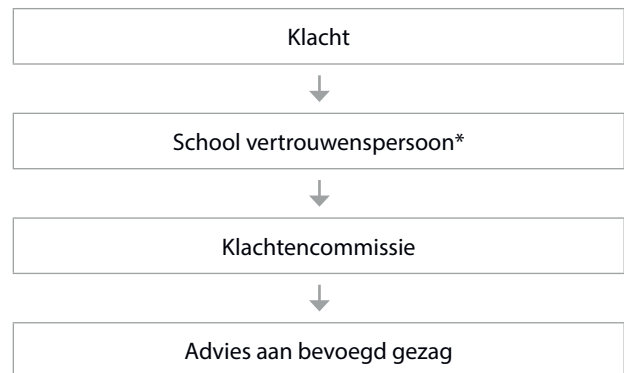 Klacht
School vertrouwenspersoon*
Klachtencommissie
Advies aan bevoegd gezag